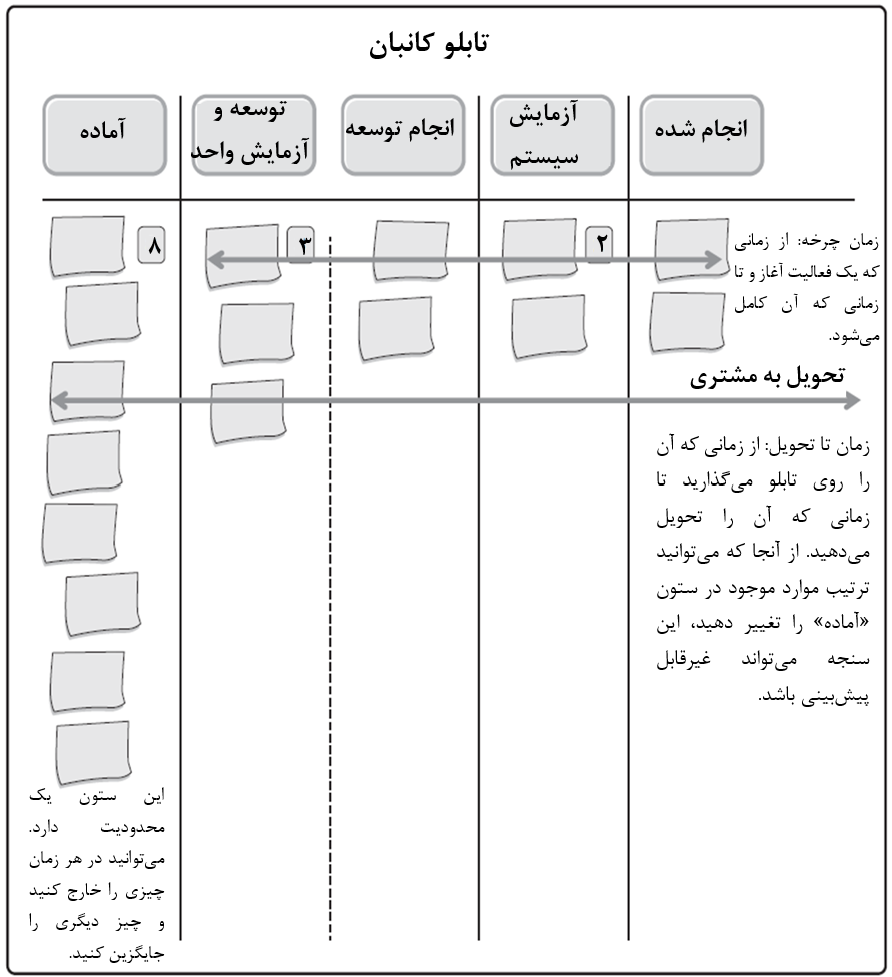 تابلو کانبان
آماده
توسعه و
آزمایش واحد
انجام توسعه
آزمایش
سیستم
انجام شده
۸
۳
۲
زمان چرخه: از زمانی
که یک فعالیت آغاز و تا
زمانی که آن کامل
می‌شود.
تحویل به مشتری
زمان تا تحویل: از زمانی که آن
را روی تابلو می‌گذارید تا
زمانی که آن را تحویل
می‌دهید. از آنجا که می‌توانید
ترتیب موارد موجود در ستون
«آماده» را تغییر دهید، این
سنجه می‌تواند غیرقابل
پیش‌بینی باشد.
این ستون یک
محدودیت دارد.
می‌توانید در هر زمان
چیزی را خارج کنید
و چیز دیگری را
جایگزین کنید.